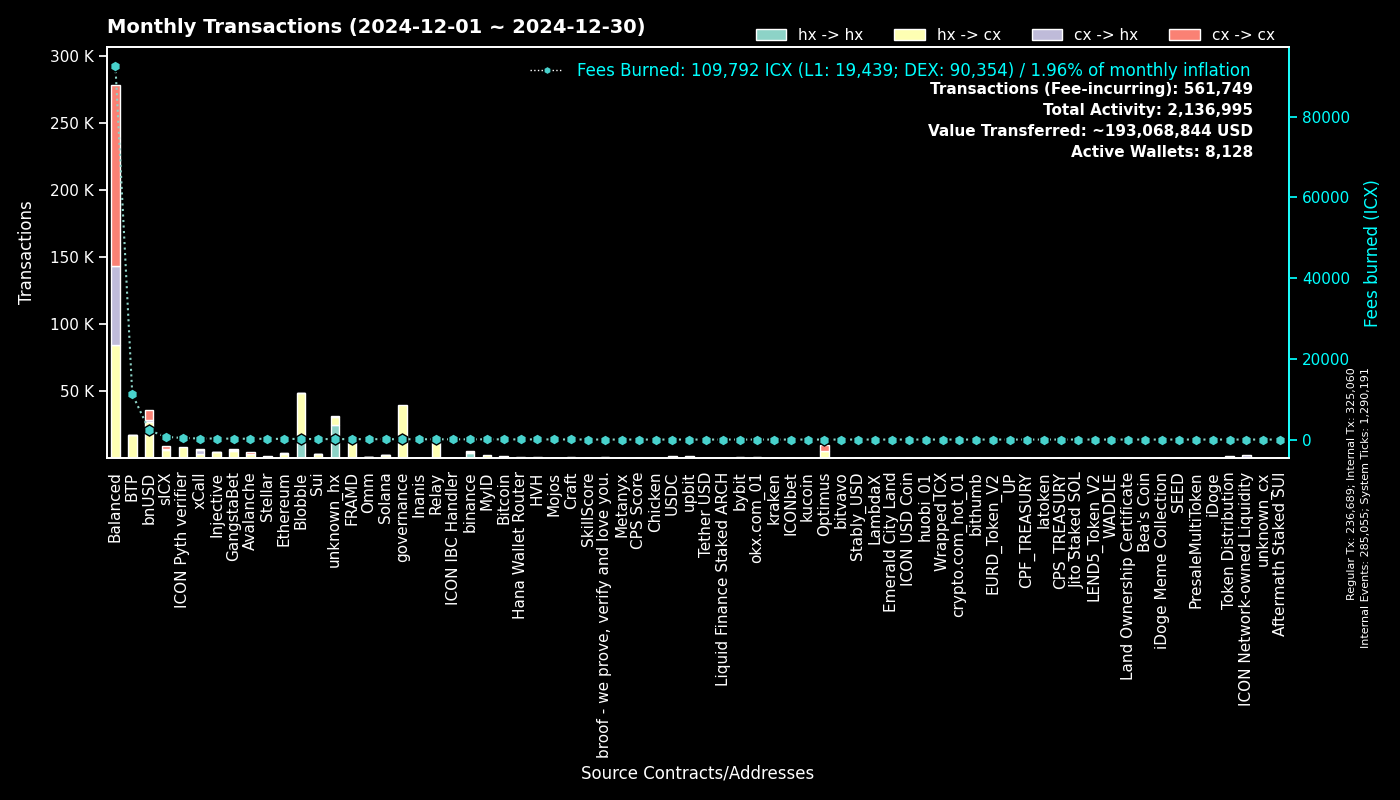 Monthly Transactions (2024-12-01 ~ 2024-12-30)
hx -> hx
hx -> cx
cx -> hx
cx -> cx
Fees Burned: 109,792 ICX (L1: 19,439; DEX: 90,354) / 1.96% of monthly inflation
Transactions (Fee-incurring): 561,749
Total Activity: 2,136,995
Value Transferred: ~193,068,844 USD
Active Wallets: 8,128
Transactions
300 K
250 K
200 K
150 K
100 K
50 K
80000
60000
40000
20000
0
Fees burned (ICX)
Regular Tx: 236,689; Internal Tx: 325,060
Internal Events: 285,055; System Ticks: 1,290,191
Balanced
BTP
bnUSD
sICX
ICON Pyth verifier
xCall
Injective
GangstaBet
Avalanche
Stellar
Ethereum
Blobble
Sui
unknown_hx
FRAMD
Omm
Solana
governance
Inanis
Relay
ICON IBC Handler
binance
MyID
Bitcoin
Hana Wallet Router
HVH
Mojos
Craft
SkillScore
broof - we prove, verify and love you.
Metanyx
CPS Score
Chicken
USDC
upbit
Tether_USD
Liquid Finance Staked ARCH
bybit
okx.com_01
kraken
ICONbet
kucoin
Optimus
bitvavo
Stably_USD
LambdaX
Emerald City Land
ICON USD Coin
huobi_01
Wrapped TCX
crypto.com_hot_01
bithumb
EURD_Token_V2
UP
CPF_TREASURY
latoken
CPS_TREASURY
Jito Staked SOL
LEND5_Token_V2
WADDLE
Land Ownership Certificate
Bea's Coin
iDoge Meme Collection
SEED
PresaleMultiToken
iDoge
Token Distribution
ICON Network-owned Liquidity
unknown_cx
Aftermath Staked SUI
Source Contracts/Addresses